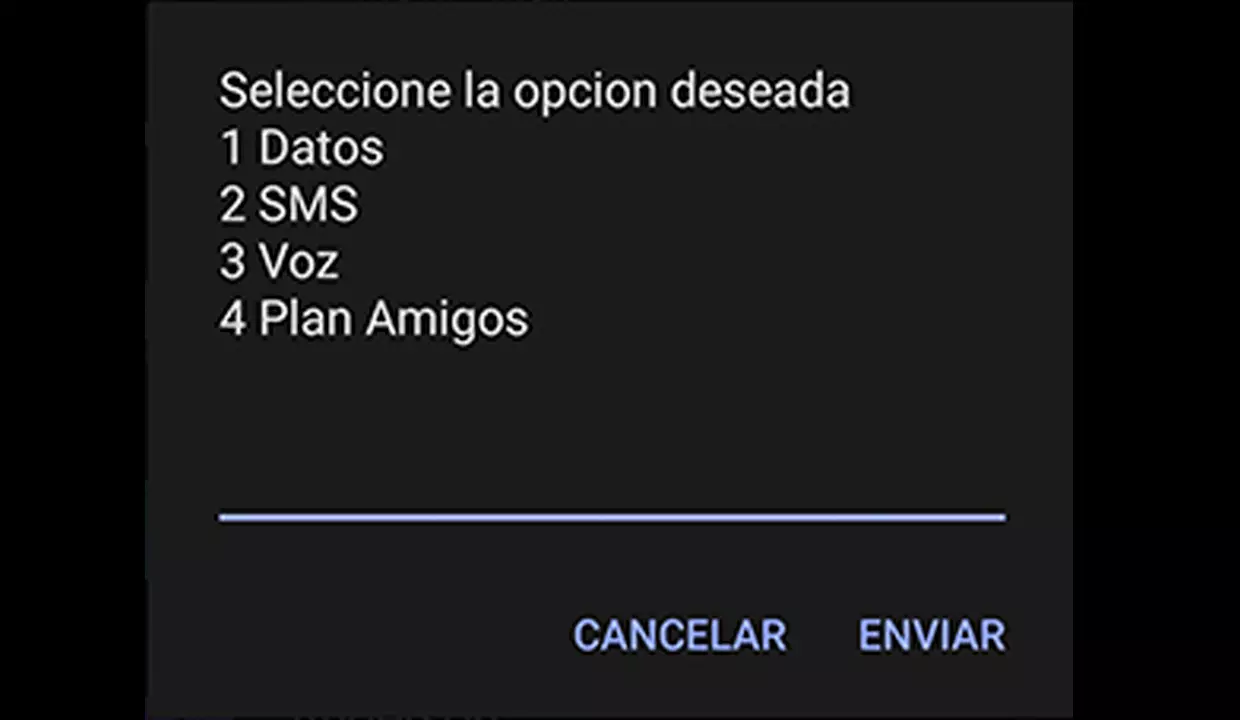 Seleccione la opcion deseada
1 Datos
2 SMS
3 Voz
4 Plan Amigos
CANCELAR ENVIAR